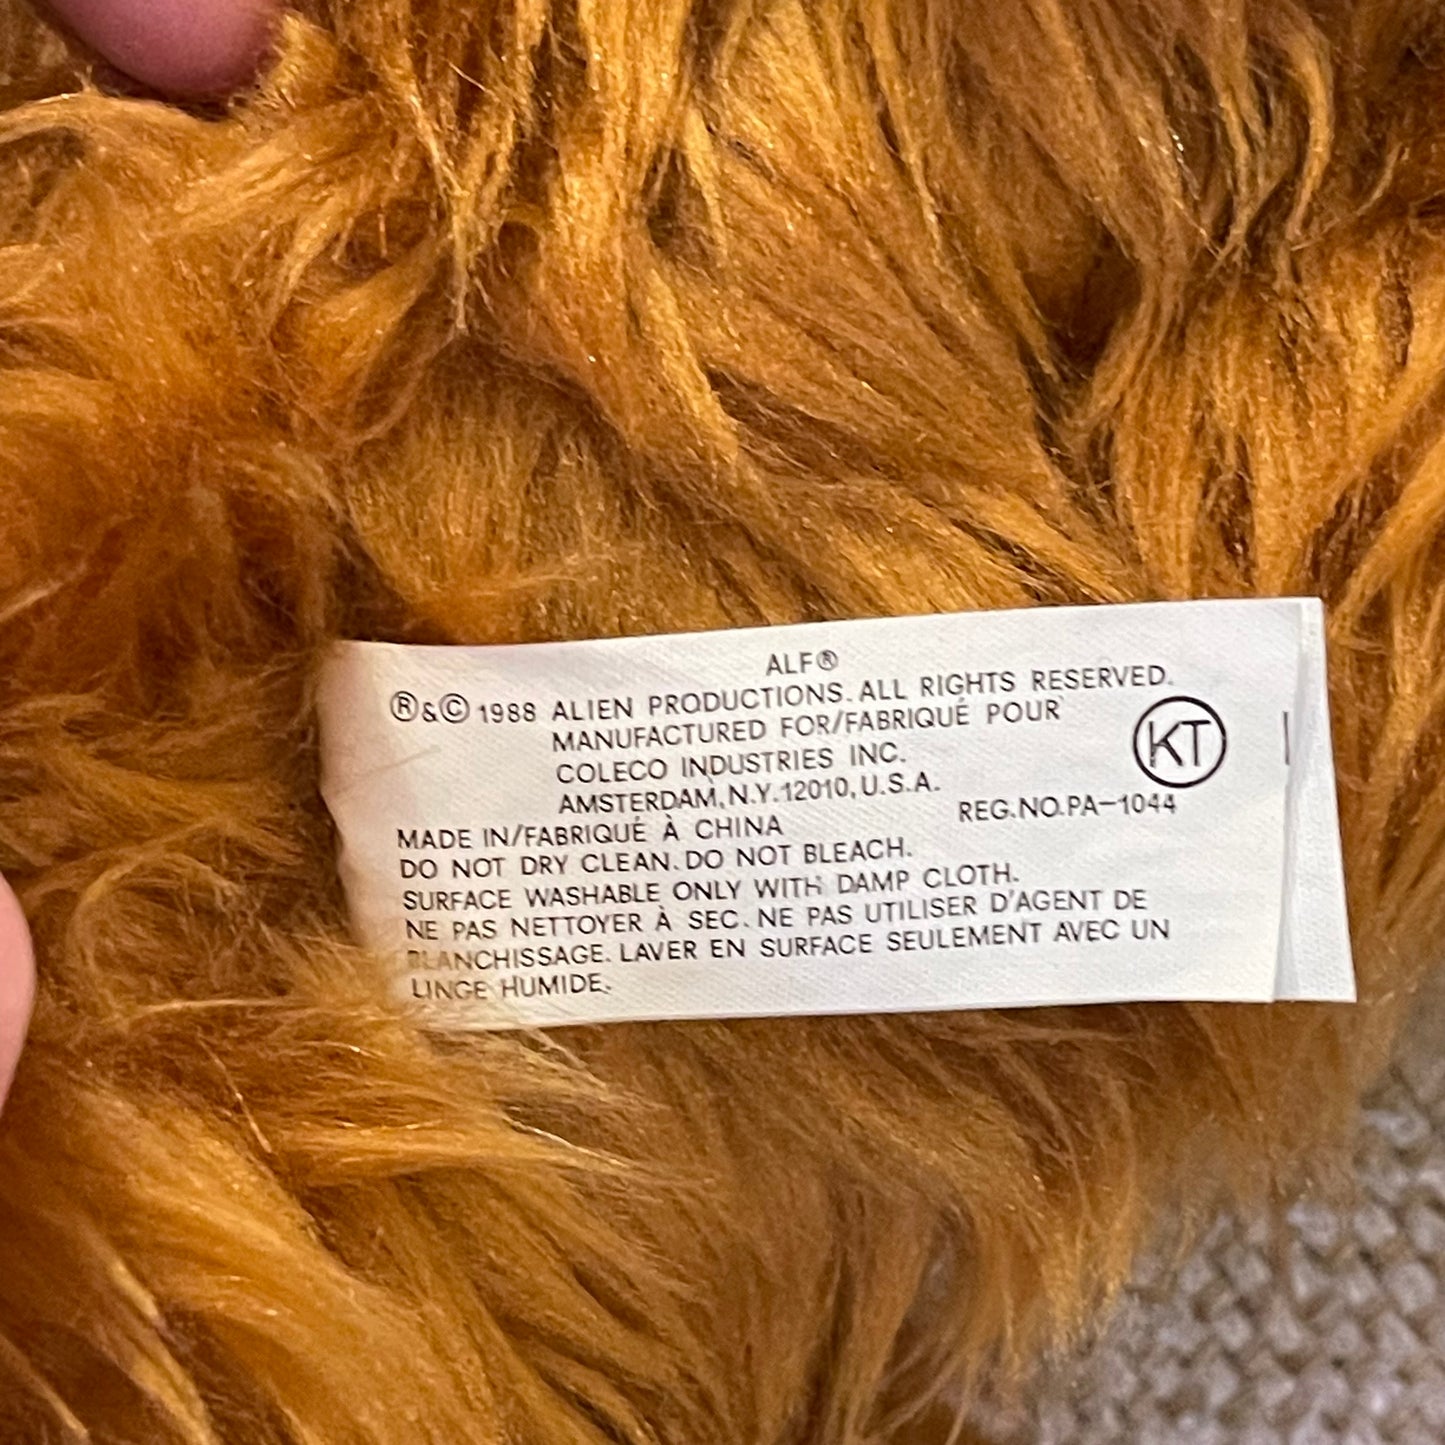 ALF®
®&© 1988 ALIEN PRODUCTIONS. ALL RIGHTS RESERVED.
MANUFACTURED FOR/FABRIQUÉ POUR
COLECO INDUSTRIES INC.
AMSTERDAM, N.Y. 12010, U.S.A.
KT
REG. NO. PA-1044
MADE IN/FABRIQUÉ À CHINA
DO NOT DRY CLEAN. DO NOT BLEACH.
SURFACE WASHABLE ONLY WITH DAMP CLOTH.
NE PAS NETTOYER À SEC. NE PAS UTILISER D'AGENT DE
BLANCHISSAGE. LAVER EN SURFACE SEULEMENT AVEC UN
LINGE HUMIDE.